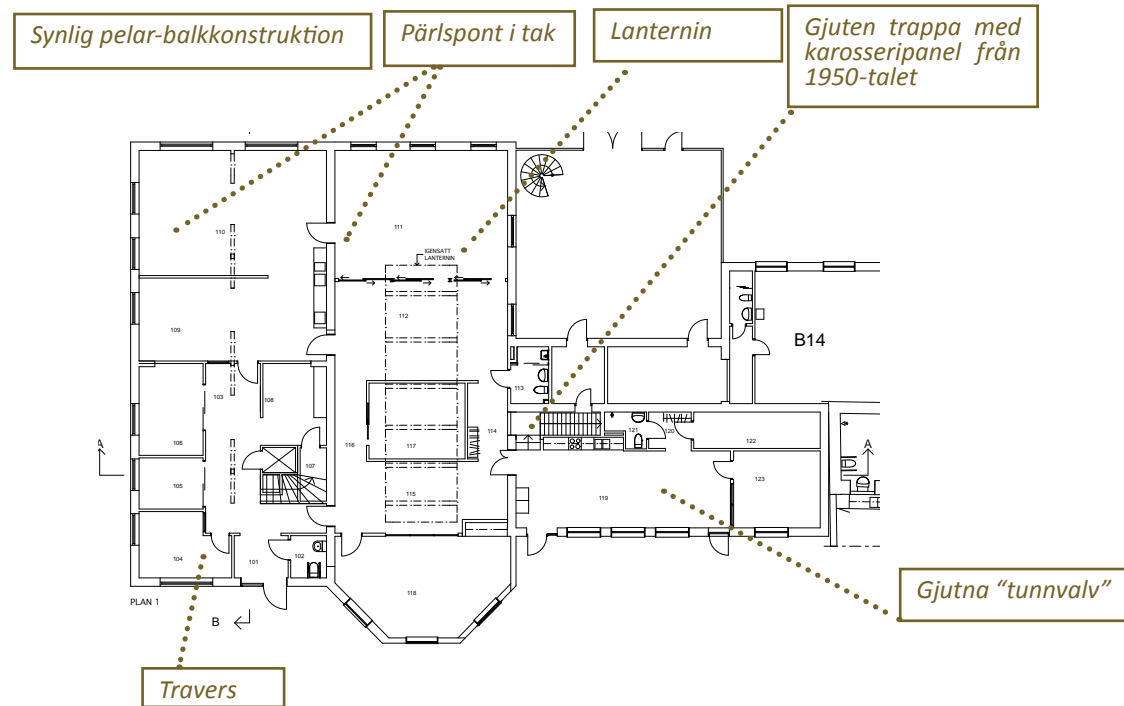 Synlig pelar-balkkonstruktion
Pärlspont i tak
Lanternin
Gjuten trappa med
karosseripanel från
1950-talet
110
111
IGENSATT
LANTERNIN
109
112
B14
103
108
113
106
116
117
114
121
120
122
A
A
107
105
115
119
123
104
101
102
118
PLAN 1
B
Gjutna “tunnvalv”
Travers